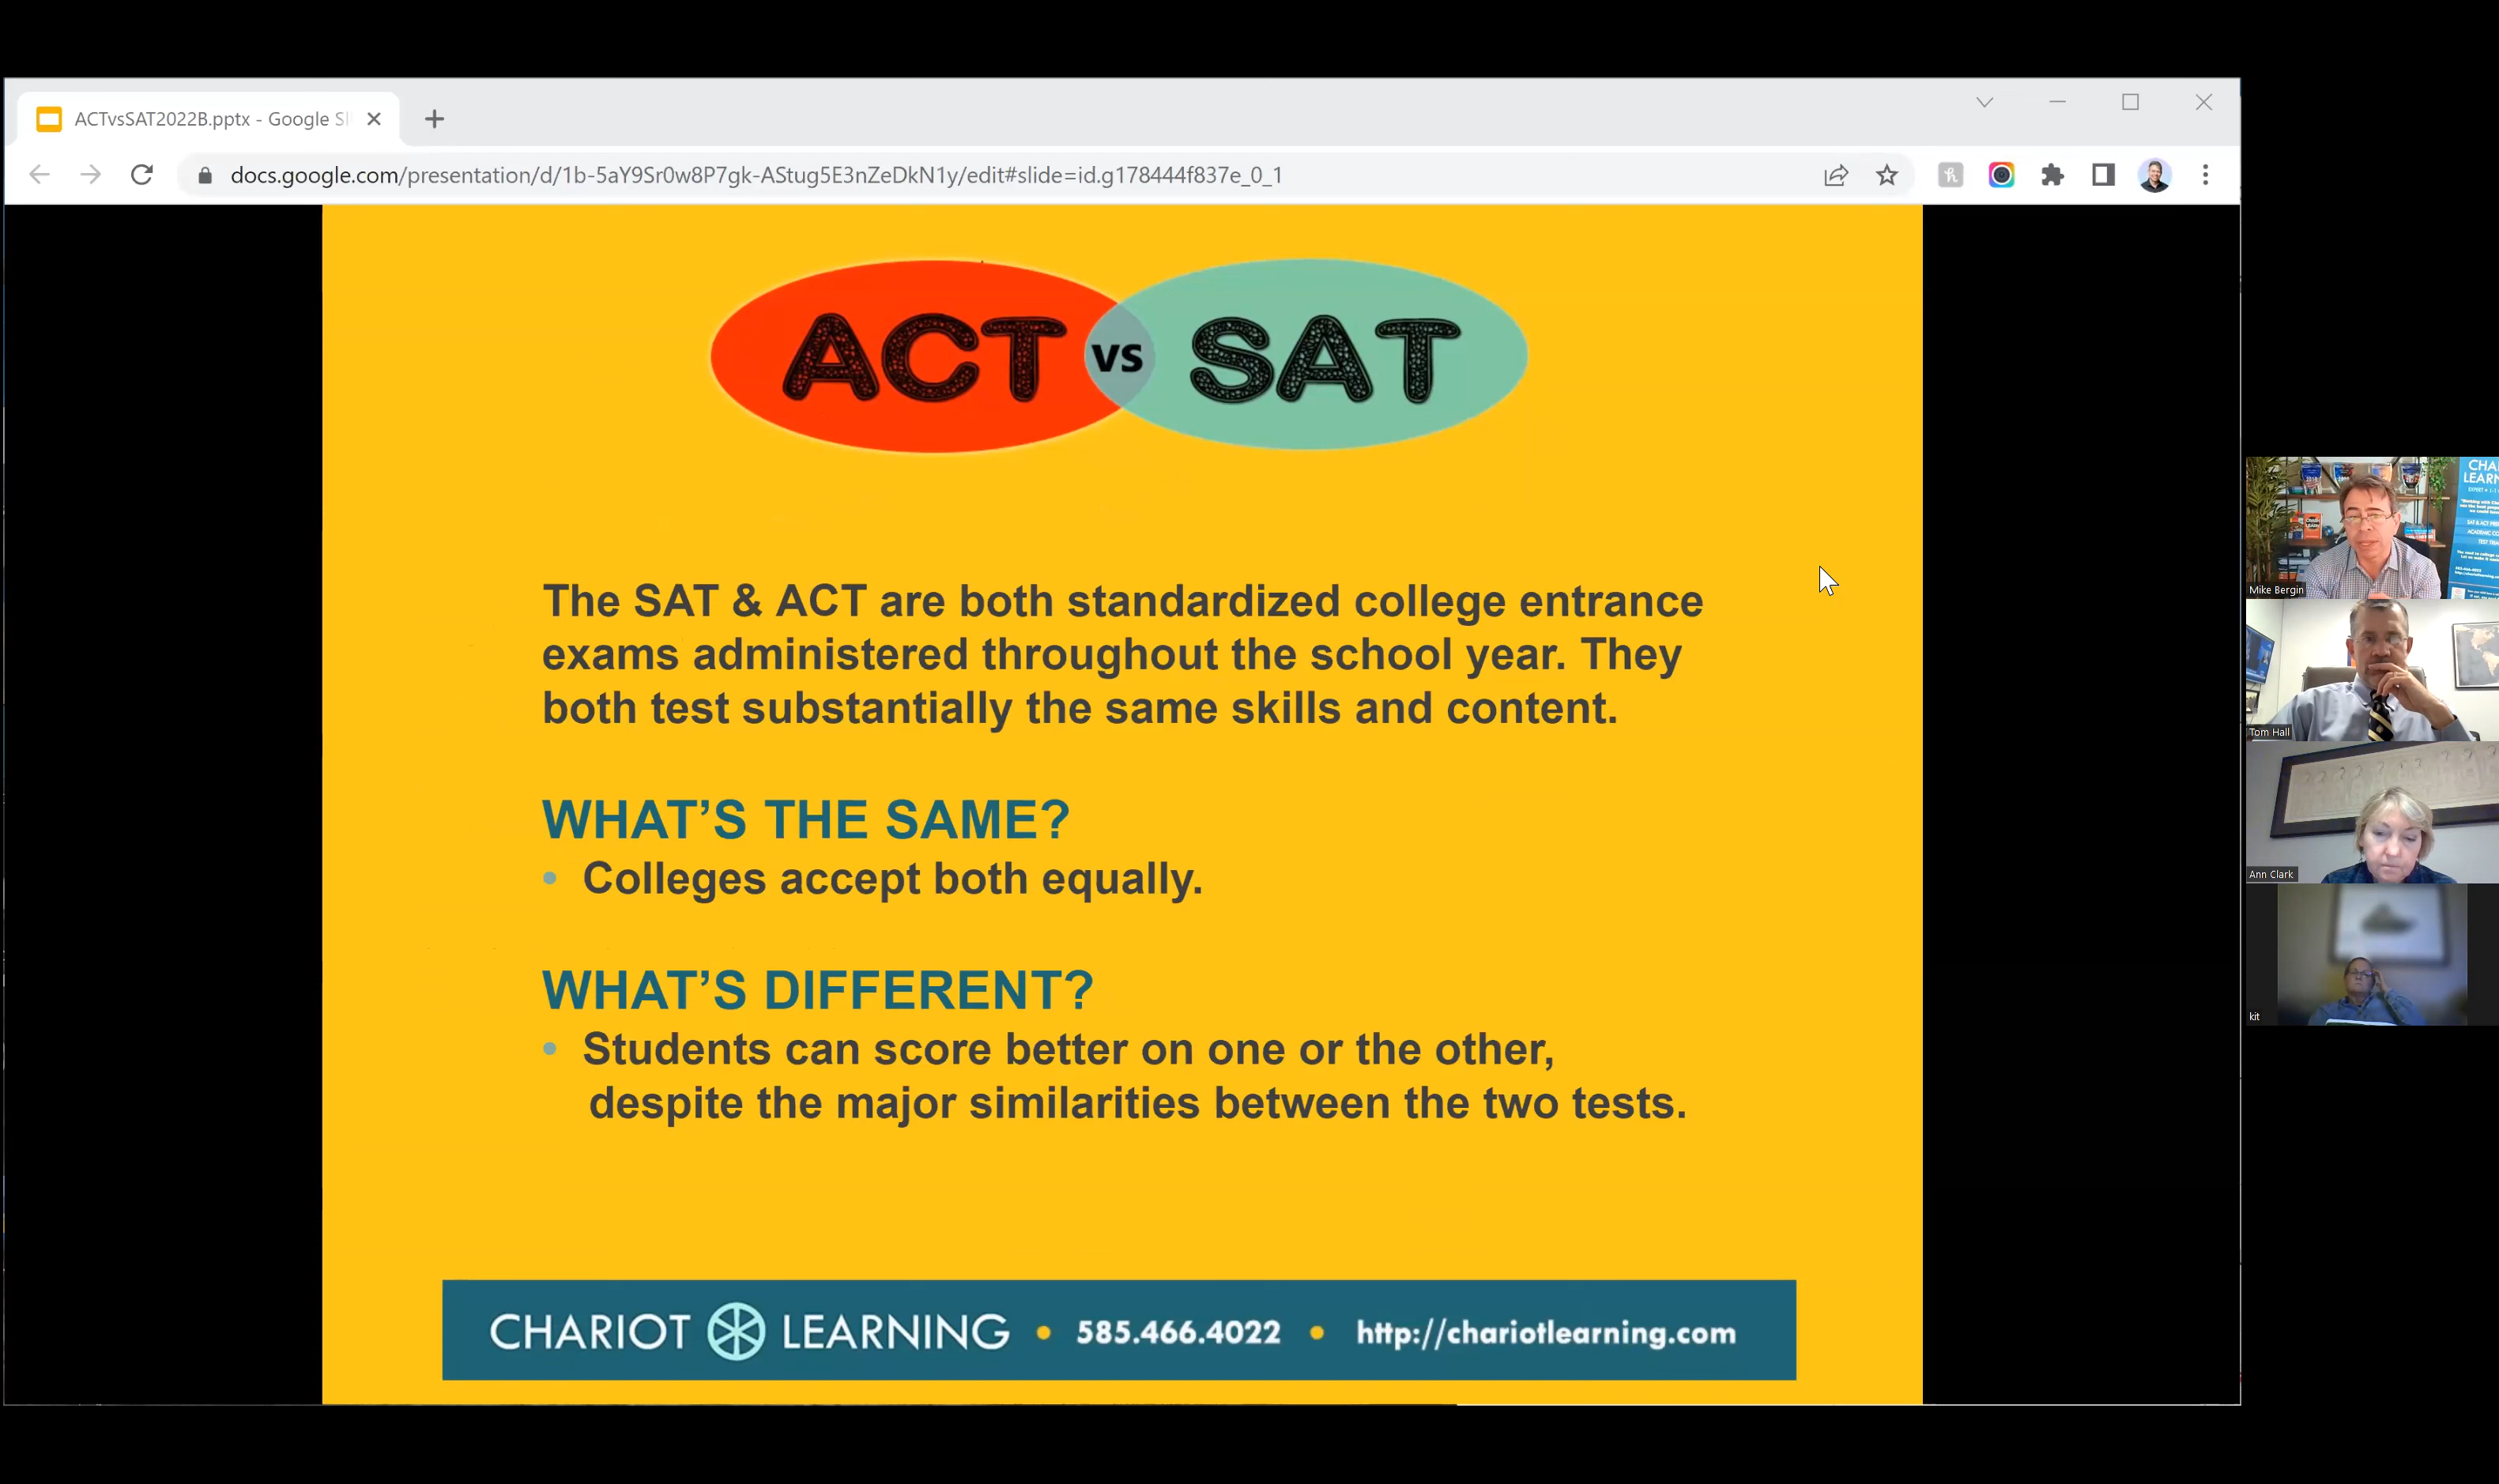 ACTvsSAT2022B.pptx - Google Sl
docs.google.com/presentation/d/1b-5aY9Sr0w8P7gk-AStug5E3nZeDkN1y/edit#slide=id.g178444f837e_0_1
ACT vs SAT
The SAT & ACT are both standardized college entrance
exams administered throughout the school year. They
both test substantially the same skills and content.
WHAT’S THE SAME?
• Colleges accept both equally.
WHAT’S DIFFERENT?
• Students can score better on one or the other,
despite the major similarities between the two tests.
CHARIOT LEARNING • 585.466.4022 • http://chariotlearning.com
CHA
LEARN
Mike Bergin
Tom Hall
Ann Clark
kit